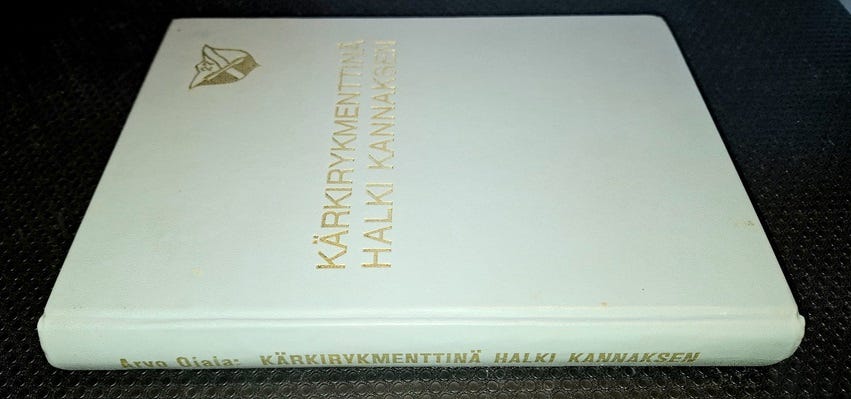 KÄRKIRYKMENTTINÄ
HALKI KANNAKSEN
Arvo Ojala: KÄRKIRYKMENTTINÄ HALKI KANNAKSEN